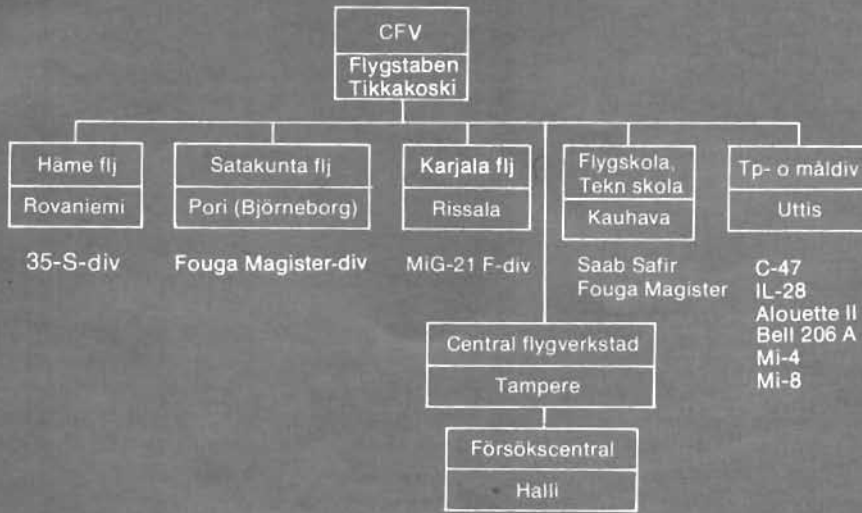 CFV
Flygstaben
Tikkakoski
Häme flj
Rovaniemi
35-S-div
Satakunta flj
Pori (Björneborg)
Fouga Magister-div
Karjala flj
Rissala
MiG-21 F-div
Flygskola,
Tekn skola
Kauhava
Saab Safir
Fouga Magister
Tp- o måldiv
Uttis
C-47
IL-28
Alouette II
Bell 206 A
Mi-4
Mi-8
Central flygverkstad
Tampere
Försökscentral
Halli